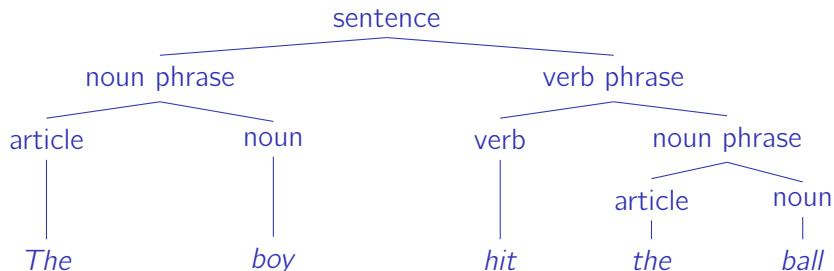 sentence
noun phrase verb phrase
article noun verb noun phrase
article noun
The boy hit the ball